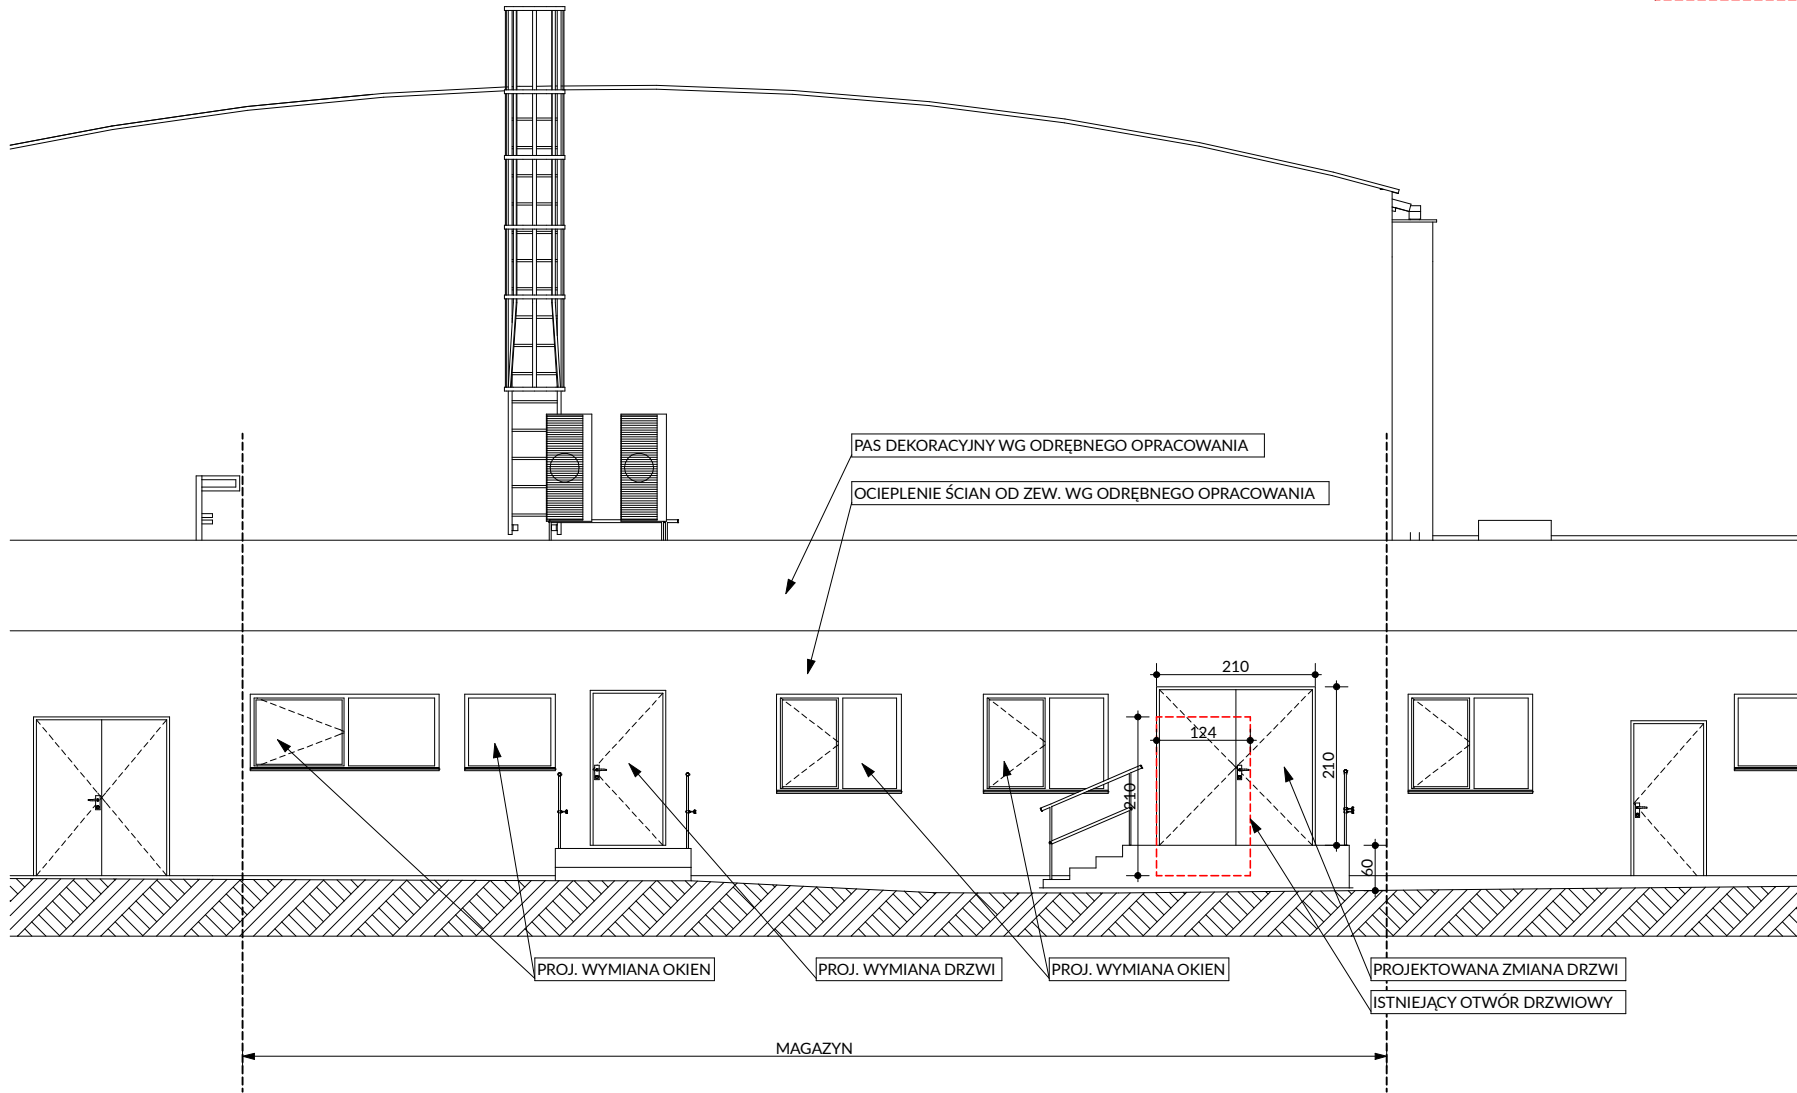 PAS DEKORACYJNY WG ODRĘBNEGO OPRACOWANIA
OCIEPLENIE ŚCIAN OD ZEW. WG ODRĘBNEGO OPRACOWANIA
210
124
210
210
60
PROJ. WYMIANA OKIEN
PROJ. WYMIANA DRZWI
PROJ. WYMIANA OKIEN
PROJEKTOWANA ZMIANA DRZWI
ISTNIEJĄCY OTWÓR DRZWIOWY
MAGAZYN